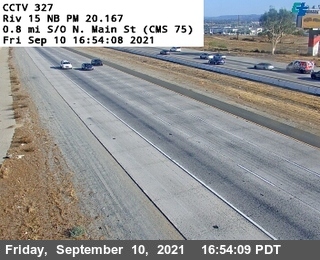 CCTV 327
Riv 15 NB PM 20.167
0.8 mi S/O N. Main St (CMS 75)
Fri Sep 10 16:54:08 2021
Friday, September 10, 2021 16:54:09 PDT